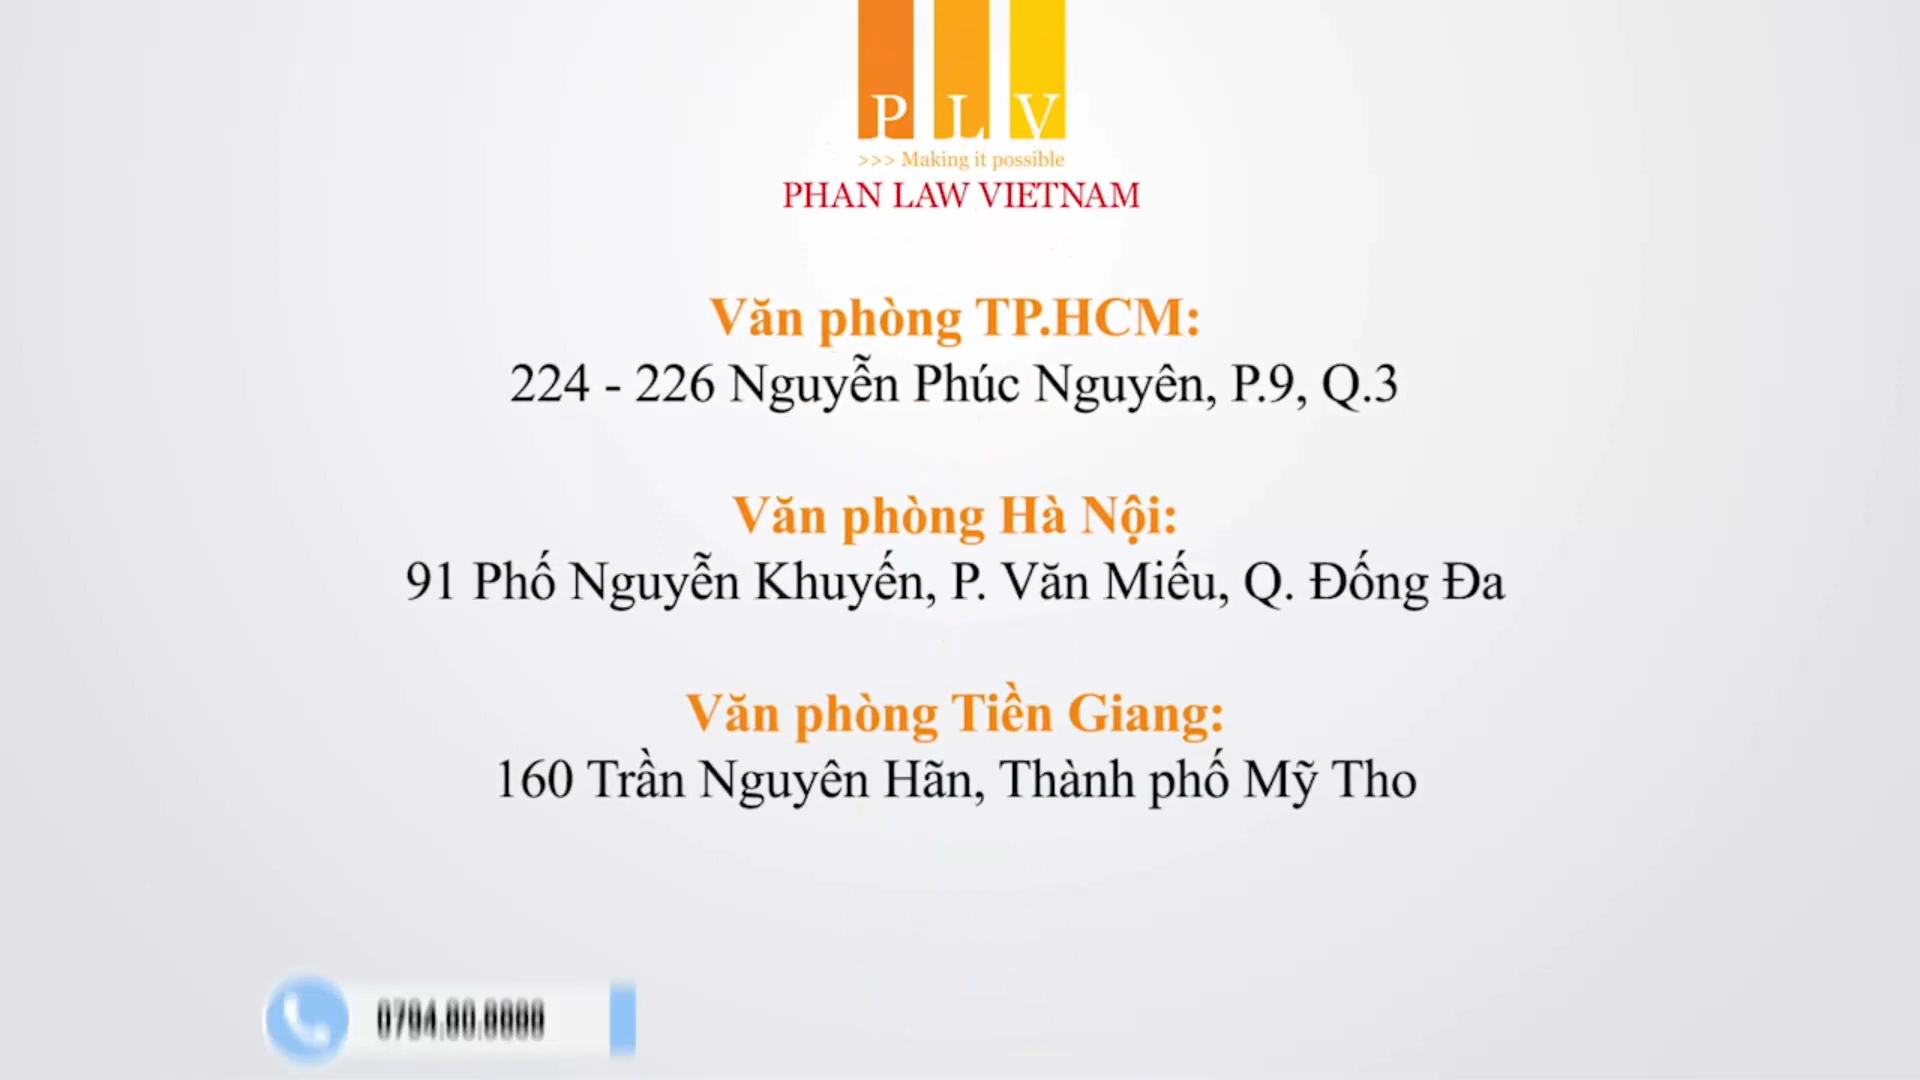 P L V
>>> Making it possible
PHAN LAW VIETNAM
Văn phòng TP.HCM:
224 - 226 Nguyễn Phúc Nguyên, P.9, Q.3
Văn phòng Hà Nội:
91 Phố Nguyễn Khuyến, P. Văn Miếu, Q. Đống Đa
Văn phòng Tiền Giang:
160 Trần Nguyên Hãn, Thành phố Mỹ Tho